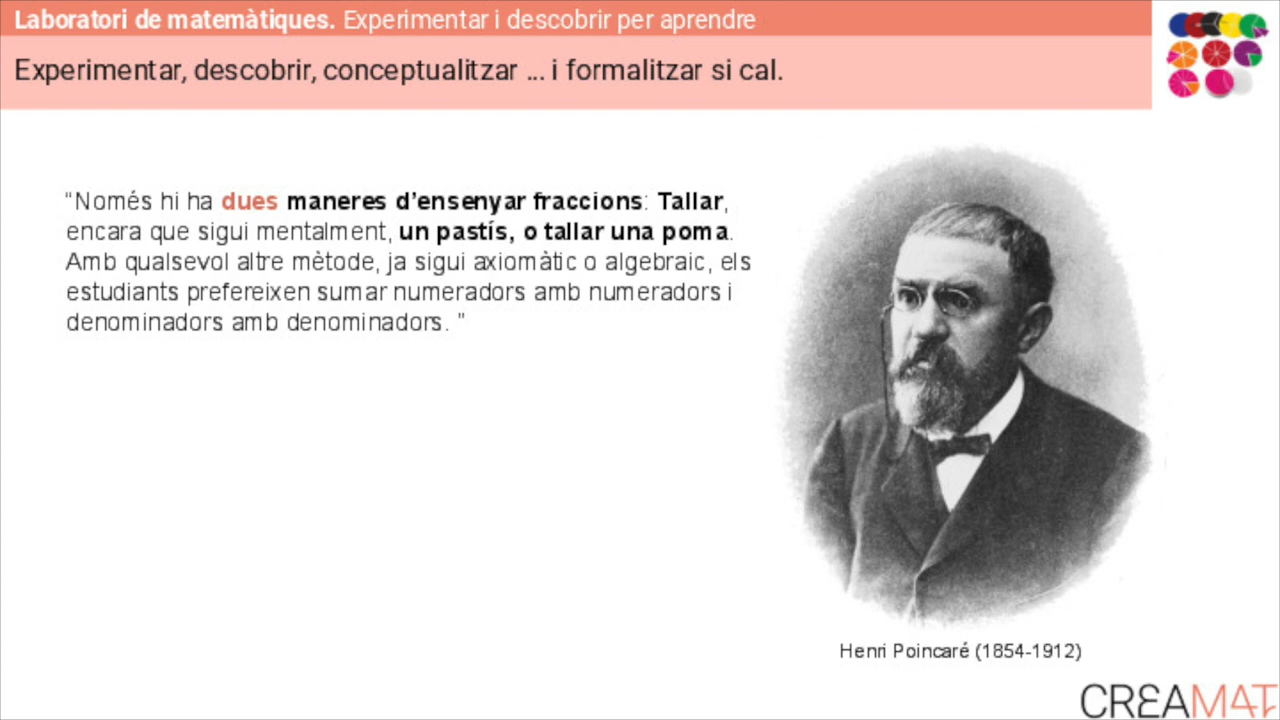 Laboratori de matemàtiques. Experimentar i descobrir per aprendre
Experimentar, descobrir, conceptualitzar ... i formalitzar si cal.
"Només hi ha dues maneres d'ensenyar fraccions: Tallar,
encara que sigui mentalment, un pastís, o tallar una poma.
Amb qualsevol altre mètode, ja sigui axiomàtic o algebraic, els
estudiants prefereixen sumar numeradors amb numeradors i
denominadors amb denominadors. "
Henri Poincaré (1854-1912)
CREAMAT